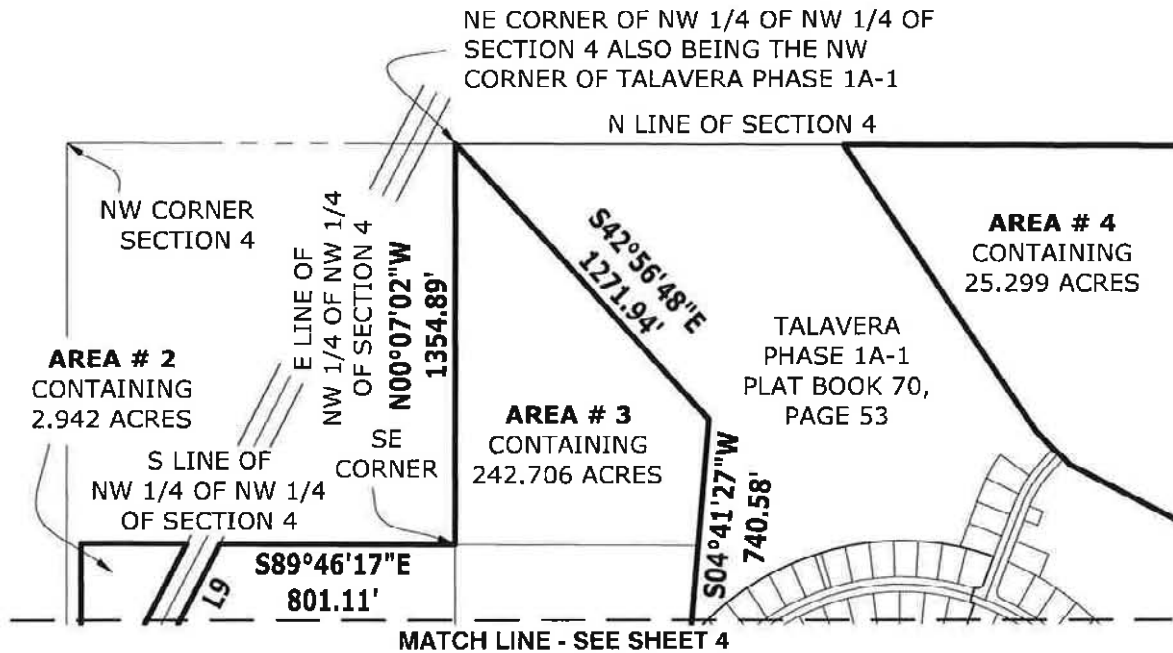 NE CORNER OF NW 1/4 OF NW 1/4 OF
SECTION 4 ALSO BEING THE NW
CORNER OF TALAVERA PHASE 1A-1
N LINE OF SECTION 4
NW CORNER
SECTION 4
E LINE OF
NW 1/4 OF NW 1/4
OF SECTION 4
N00°07'02"W
1354.89'
S42°56'48"E
1271.94'
AREA # 4
CONTAINING
25.299 ACRES
TALAVERA
PHASE 1A-1
PLAT BOOK 70,
PAGE 53
AREA # 2
CONTAINING
2.942 ACRES
AREA # 3
CONTAINING
242.706 ACRES
SE
CORNER
S LINE OF
NW 1/4 OF NW 1/4
OF SECTION 4
S04°41'27"W
740.58'
L9
S89°46'17"E
801.11'
MATCH LINE - SEE SHEET 4